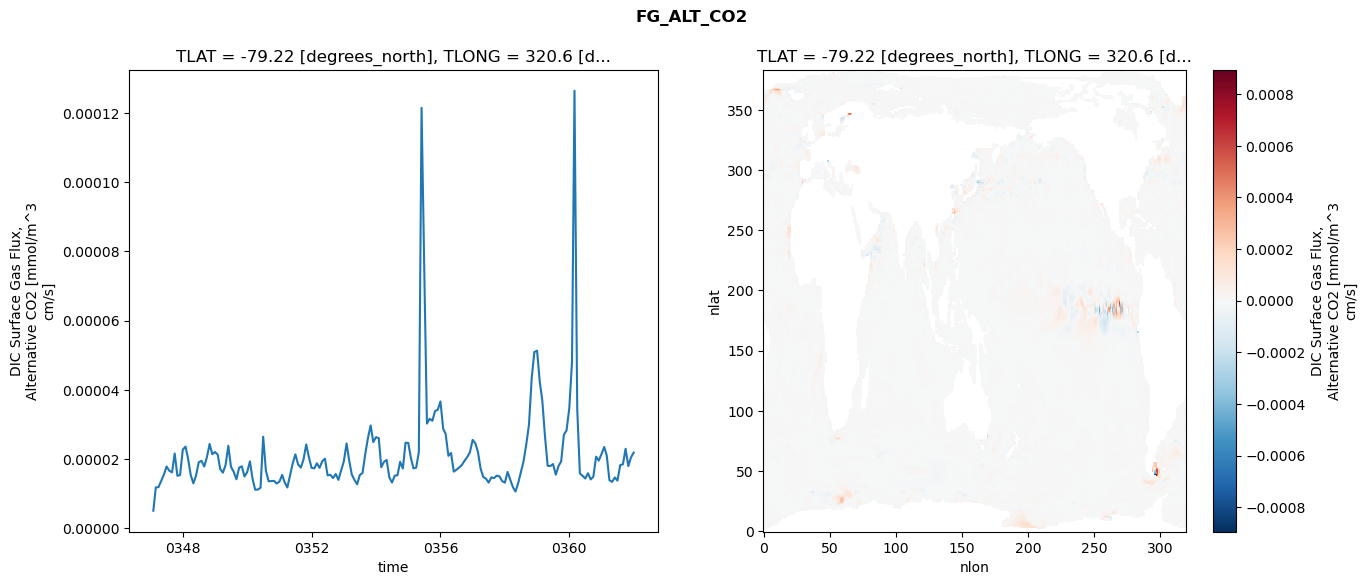 FG_ALT_CO2
TLAT = -79.22 [degrees_north], TLONG = 320.6 [d...
0.00012
0.00010
0.00008
0.00006
0.00004
0.00002
0.00000
DIC Surface Gas Flux,
Alternative CO2 [mmol/m^3
cm/s]
0348
0352
0356
0360
time
TLAT = -79.22 [degrees_north], TLONG = 320.6 [d...
350
300
250
200
150
100
50
0
nlat
0
50
100
150
200
250
300
nlon
0.0008
0.0006
0.0004
0.0002
0.0000
−0.0002
−0.0004
−0.0006
−0.0008
DIC Surface Gas Flux,
Alternative CO2 [mmol/m^3
cm/s]